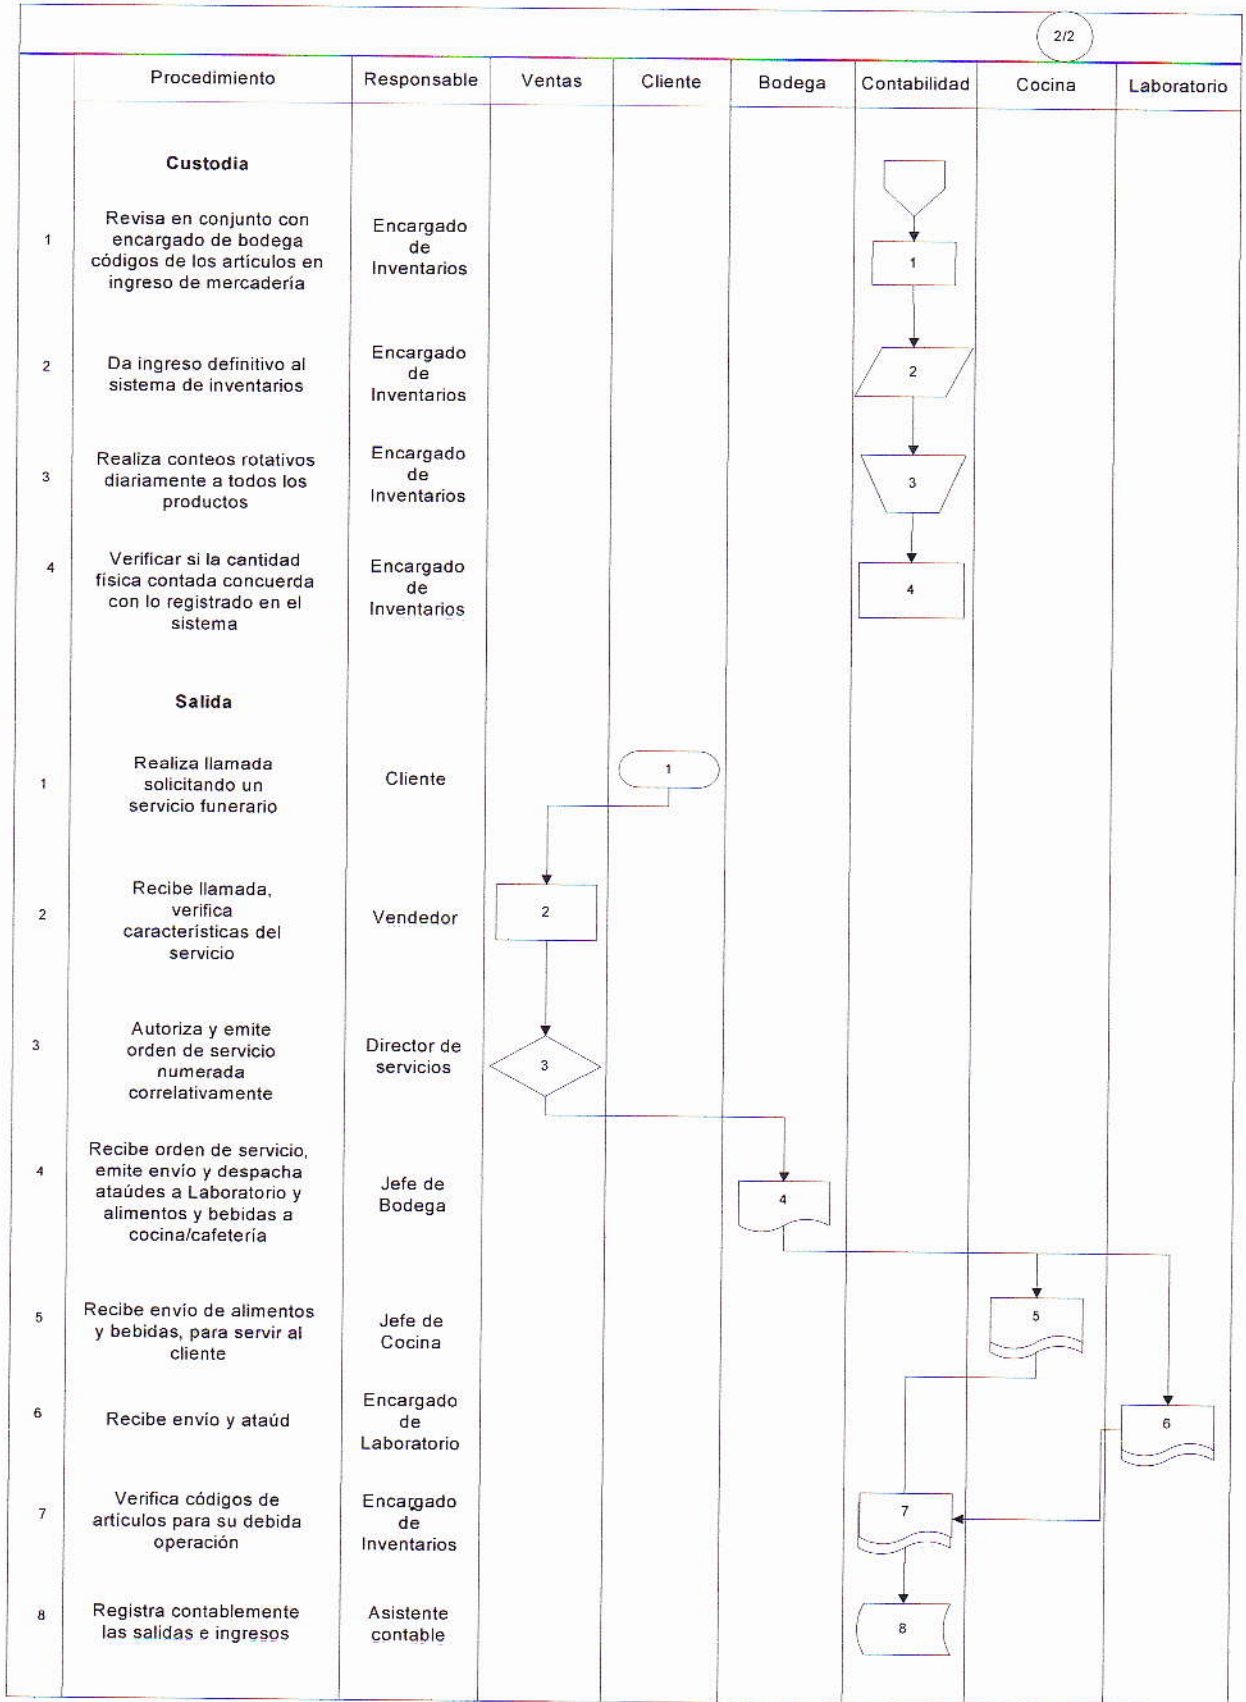 2/2
Procedimiento Responsable Ventas Cliente Bodega Contabilidad Cocina Laboratorio
Custodia
1
Revisa en conjunto con
encargado de bodega
códigos de los artículos en
ingreso de mercadería
Encargado
de
Inventarios
1
2
Da ingreso definitivo al
sistema de inventarios
Encargado
de
Inventarios
2
3
Realiza conteos rotativos
diariamente a todos los
productos
Encargado
de
Inventarios
3
4
Verificar si la cantidad
física contada concuerda
con lo registrado en el
sistema
Encargado
de
Inventarios
4
Salida
1
Realiza llamada
solicitando un
servicio funerario
Cliente
1
2
Recibe llamada,
verifica
características del
servicio
Vendedor
2
3
Autoriza y emite
orden de servicio
numerada
correlativamente
Director de
servicios
3
4
Recibe orden de servicio,
emite envío y despacha
ataúdes a Laboratorio y
alimentos y bebidas a
cocina/cafetería
Jefe de
Bodega
4
5
Recibe envío de alimentos
y bebidas, para servir al
cliente
Jefe de
Cocina
5
6
Recibe envío y ataúd
Encargado
de
Laboratorio
6
7
Verifica códigos de
artículos para su debida
operación
Encargado
de
Inventarios
7
8
Registra contablemente
las salidas e ingresos
Asistente
contable
8